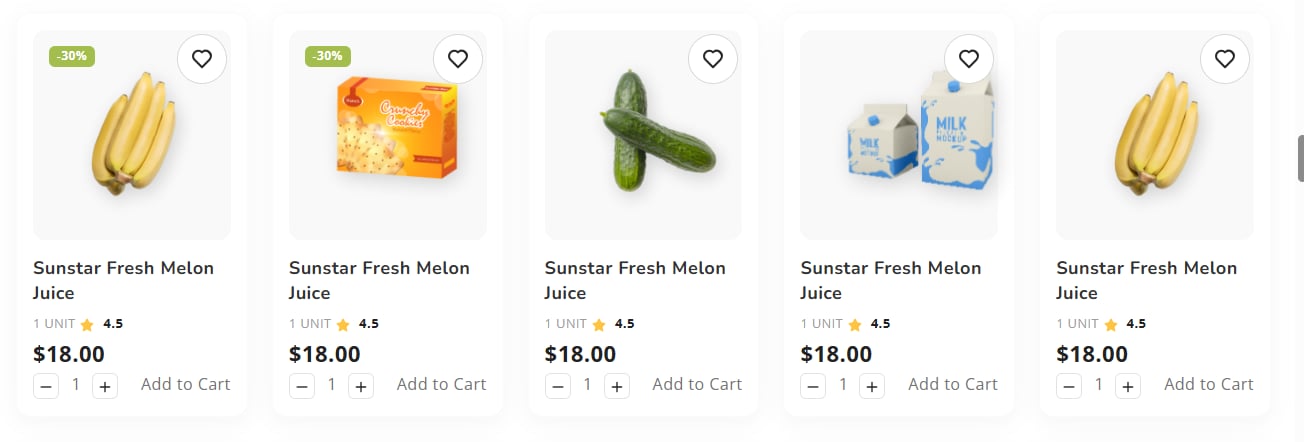 -30%
Sunstar Fresh Melon
Juice
1 UNIT 4.5
$18.00
− 1 + Add to Cart
-30%
Crunchy
Cookies
Sunstar Fresh Melon
Juice
1 UNIT 4.5
$18.00
− 1 + Add to Cart
Sunstar Fresh Melon
Juice
1 UNIT 4.5
$18.00
− 1 + Add to Cart
MILK
MILK
MOCKUP
Sunstar Fresh Melon
Juice
1 UNIT 4.5
$18.00
− 1 + Add to Cart
Sunstar Fresh Melon
Juice
1 UNIT 4.5
$18.00
− 1 + Add to Cart